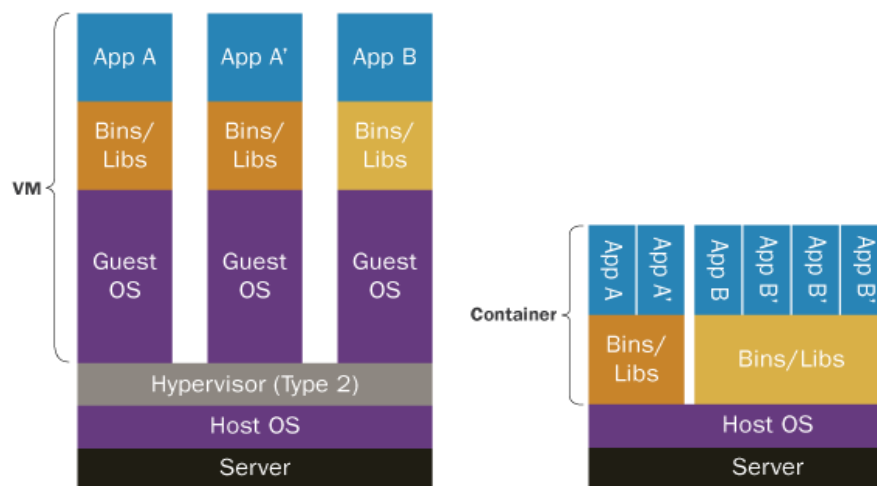 App A
App A'
App B
Bins/
Libs
Bins/
Libs
Bins/
Libs
VM
Guest
OS
Guest
OS
Guest
OS
Hypervisor (Type 2)
Host OS
Server
App A
App A'
App B
App B'
App B'
App B'
Container
Bins/
Libs
Bins/Libs
Host OS
Server